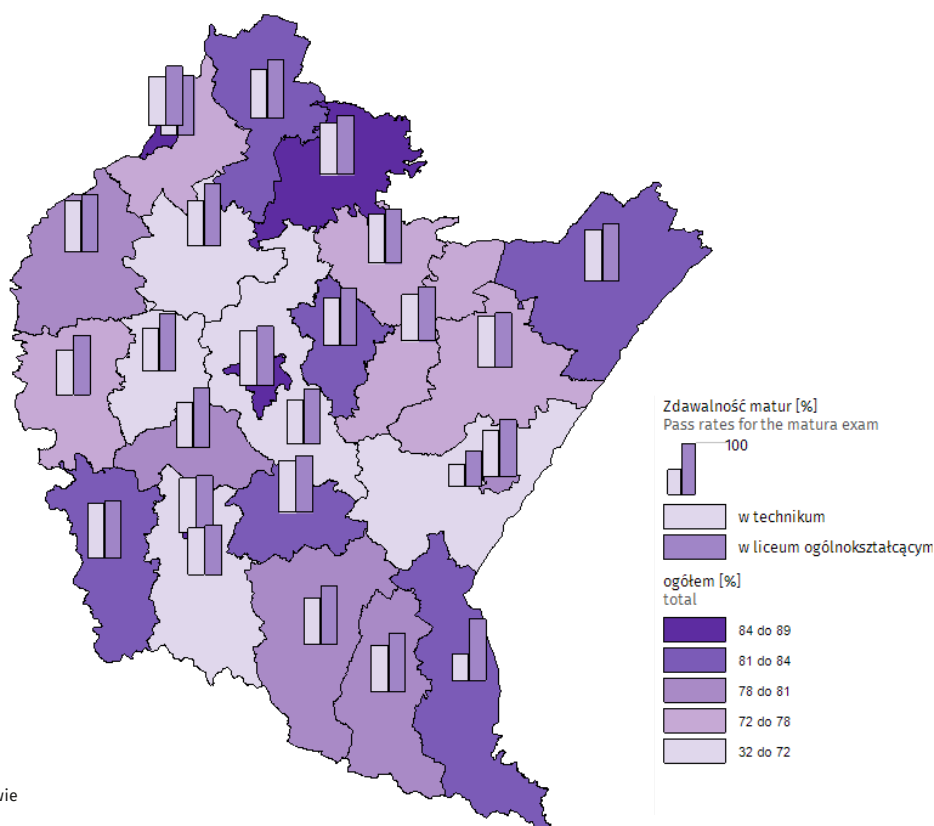 Zdawalność matur [%]
Pass rates for the matura exam
100
w technikum
w liceum ogólnokształcącym
ogółem [%]
total
84 do 89
81 do 84
78 do 81
72 do 78
32 do 72